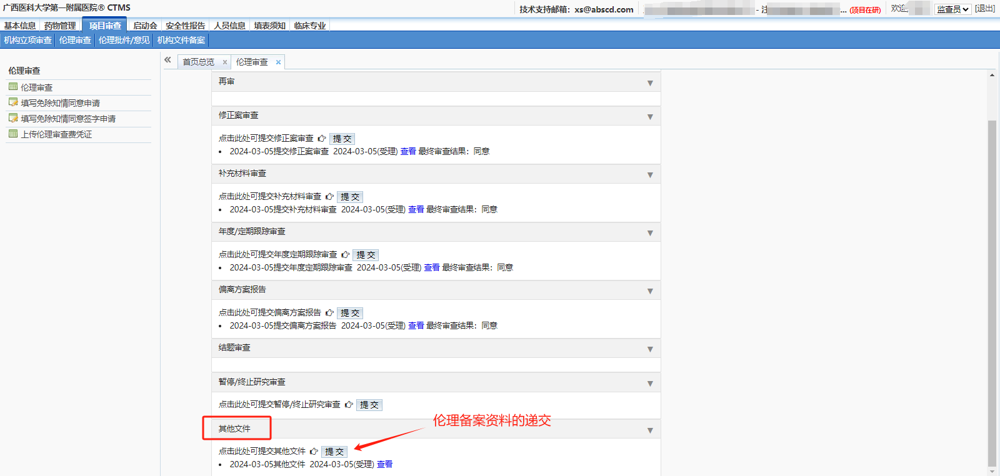 广西医科大学第一附属医院® CTMS
技术支持邮箱：xs@abscd.com
- 注
... (项目在研)
欢迎
监查员
[退出]
基本信息 药物管理 项目审查 启动会 安全性报告 人员信息 填表须知 临床专业
机构立项审查 伦理审查 伦理批件/意见 机构文件备案
伦理审查
伦理审查
填写免除知情同意申请
填写免除知情同意签字申请
上传伦理审查费凭证
« 首页总览 × 伦理审查 ×
再审
修正案审查
点击此处可提交修正案审查 提 交
• 2024-03-05提交修正案审查 2024-03-05(受理) 查看 最终审查结果：同意
补充材料审查
点击此处可提交补充材料审查 提 交
• 2024-03-05提交补充材料审查 2024-03-05(受理) 查看 最终审查结果：同意
年度/定期跟踪审查
点击此处可提交年度定期跟踪审查 提 交
• 2024-03-05提交年度定期跟踪审查 2024-03-05(受理) 查看 最终审查结果：同意
偏离方案报告
点击此处可提交偏离方案报告 提 交
• 2024-03-05提交偏离方案报告 2024-03-05(受理) 查看 最终审查结果：同意
结题审查
暂停/终止研究审查
点击此处可提交暂停/终止研究审查 提 交
伦理备案资料的递交
其他文件
点击此处可提交其他文件 提 交
• 2024-03-05其他文件 2024-03-05(受理) 查看